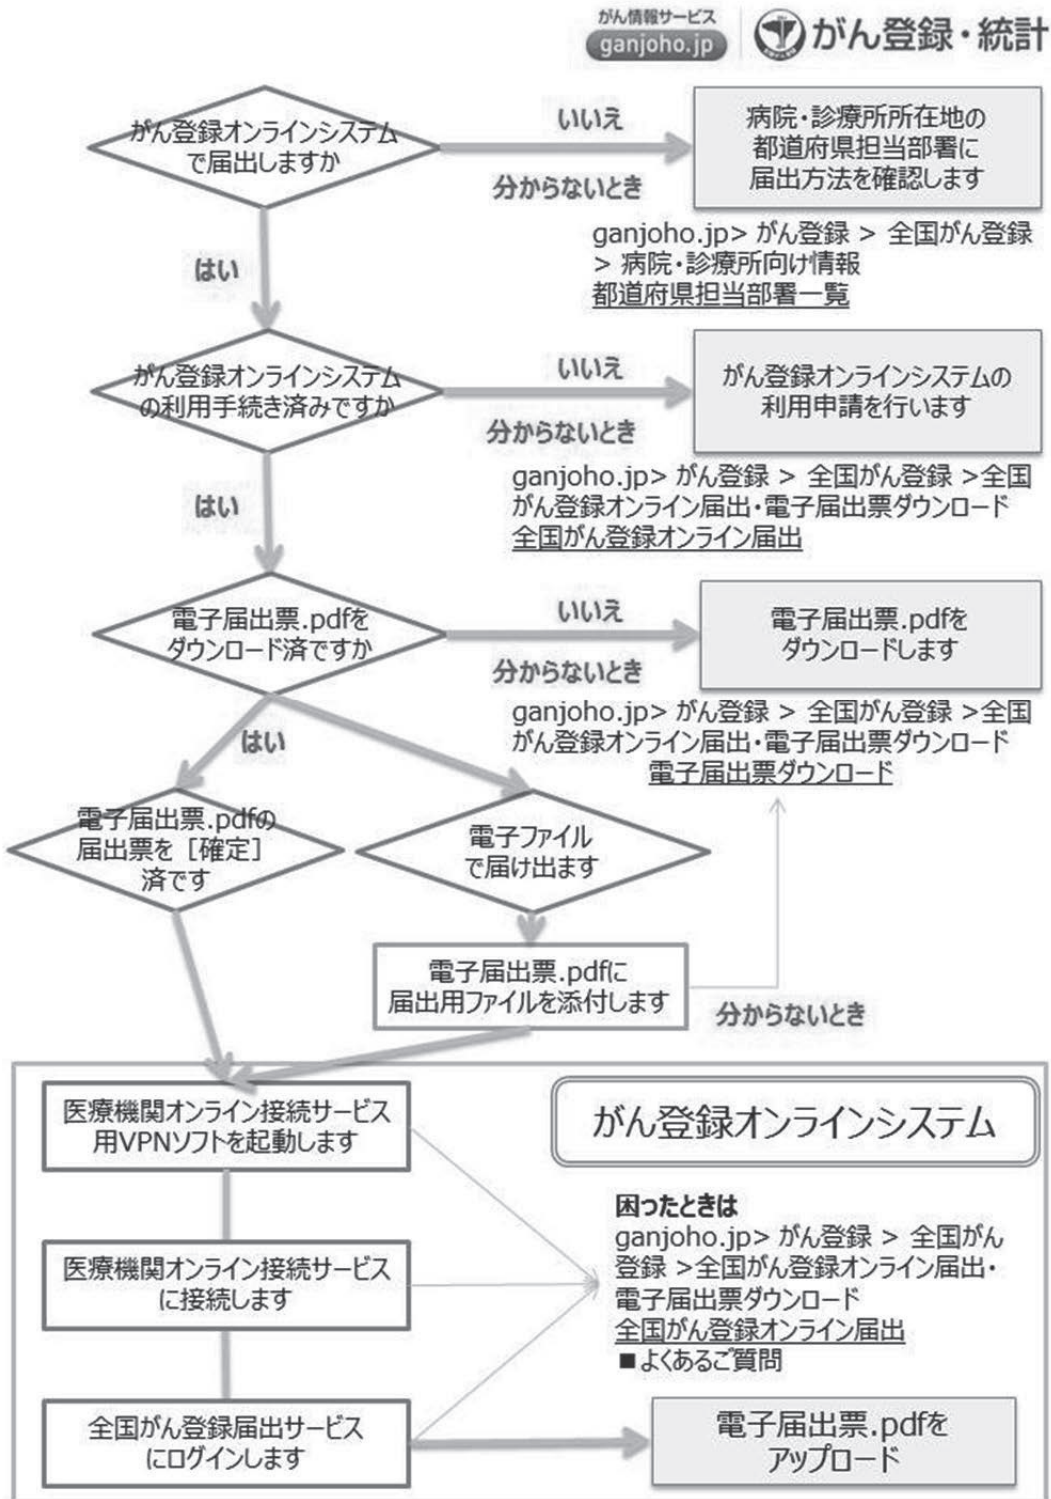 がん情報サービス
ganjoho.jp
がん登録・統計
がん登録オンラインシステム
で届出しますか
いいえ
分からないとき
病院・診療所所在地の
都道府県担当部署に
届出方法を確認します
ganjoho.jp> がん登録 > 全国がん登録
> 病院・診療所向け情報
都道府県担当部署一覧
はい
がん登録オンラインシステム
の利用手続き済みですか
いいえ
分からないとき
がん登録オンラインシステムの
利用申請を行います
ganjoho.jp> がん登録 > 全国がん登録 >全国
がん登録オンライン届出・電子届出票ダウンロード
全国がん登録オンライン届出
はい
電子届出票.pdfを
ダウンロード済ですか
いいえ
分からないとき
電子届出票.pdfを
ダウンロードします
ganjoho.jp> がん登録 > 全国がん登録 >全国
がん登録オンライン届出・電子届出票ダウンロード
電子届出票ダウンロード
はい
電子届出票.pdfの
届出票を［確定］
済です
電子ファイル
で届け出ます
電子届出票.pdfに
届出用ファイルを添付します
分からないとき
がん登録オンラインシステム
医療機関オンライン接続サービス
用VPNソフトを起動します
医療機関オンライン接続サービス
に接続します
全国がん登録届出サービス
にログインします
困ったときは
ganjoho.jp> がん登録 > 全国がん
登録 >全国がん登録オンライン届出・
電子届出票ダウンロード
全国がん登録オンライン届出
■よくあるご質問
電子届出票.pdfを
アップロード